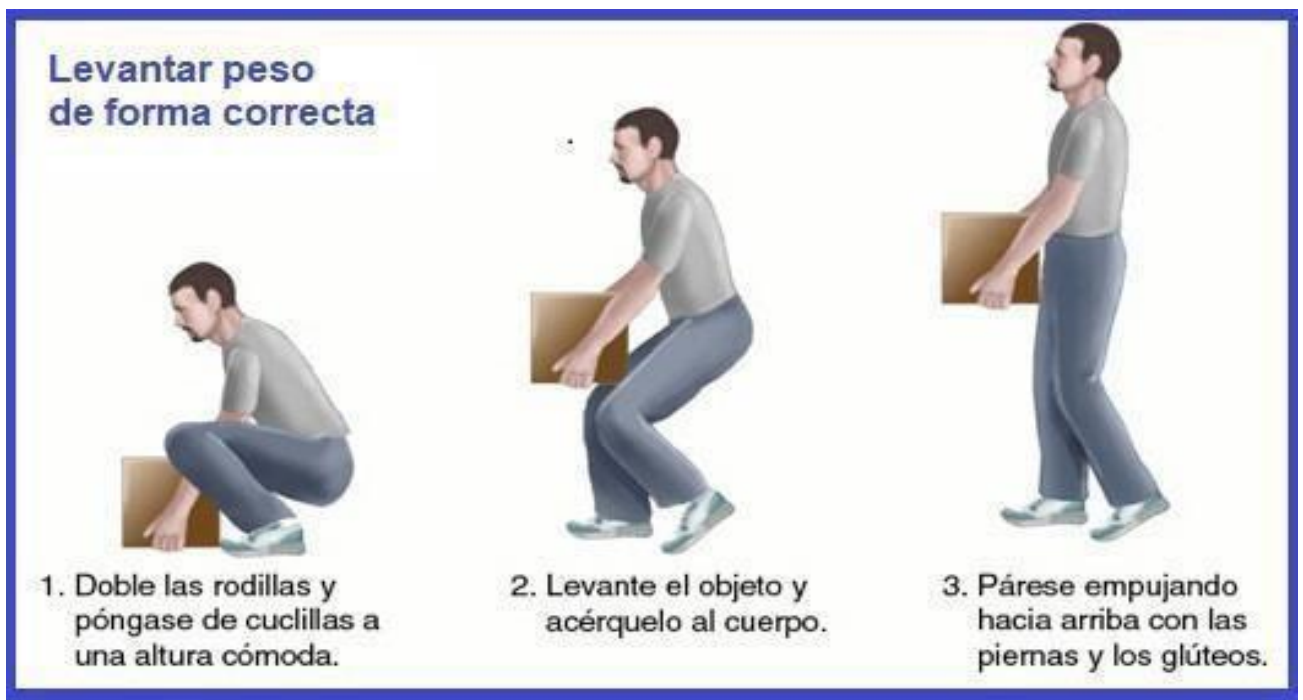 Levantar peso
de forma correcta
1. Doble las rodillas y
póngase de cuclillas a
una altura cómoda.
2. Levante el objeto y
acérquelo al cuerpo.
3. Párese empujando
hacia arriba con las
piernas y los glúteos.